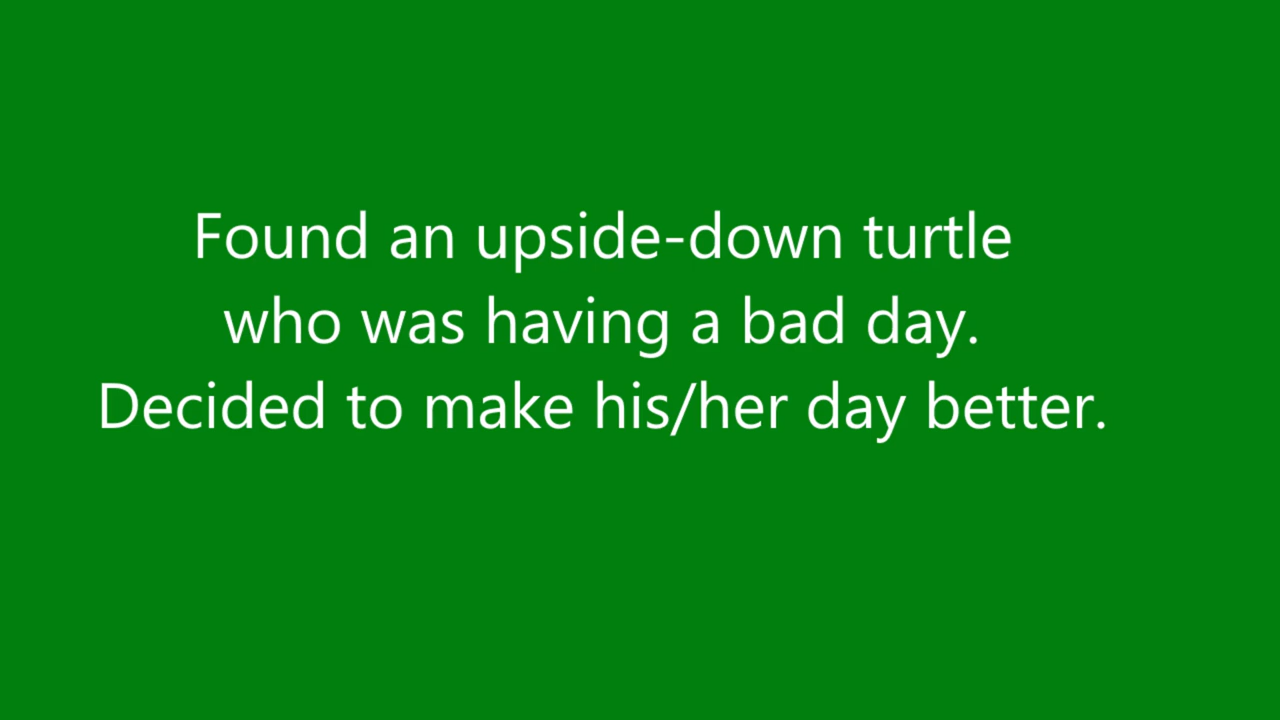 Found an upside-down turtle
who was having a bad day.
Decided to make his/her day better.